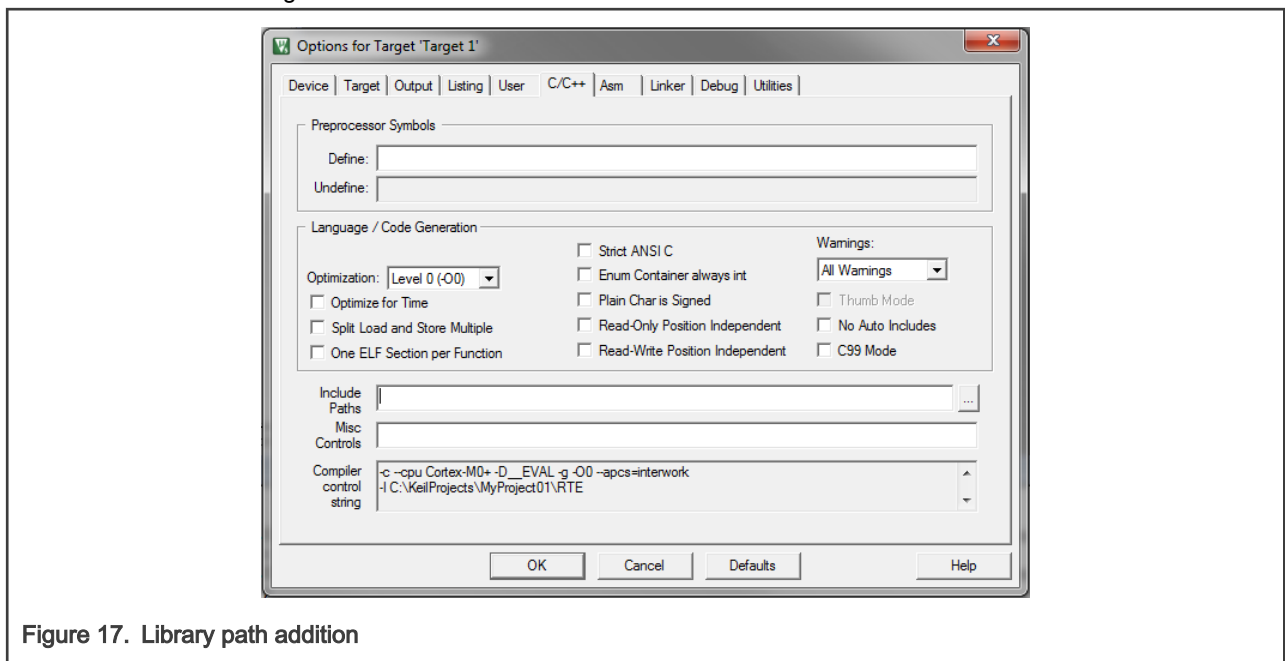 Options for Target 'Target 1'
Device Target Output Listing User C/C++ Asm Linker Debug Utilities
Preprocessor Symbols
Define:
Undefine:
Language / Code Generation
Optimization: Level 0 (-O0)
Optimize for Time
Split Load and Store Multiple
One ELF Section per Function
Strict ANSI C
Enum Container always int
Plain Char is Signed
Read-Only Position Independent
Read-Write Position Independent
Warnings:
All Warnings
Thumb Mode
No Auto Includes
C99 Mode
Include
Paths
...
Misc
Controls
Compiler
control
string
-c --cpu Cortex-M0+ -D__EVAL -g -O0 --apcs=interwork
-I C:\KeilProjects\MyProject01\RTE
OK Cancel Defaults Help
Figure 17. Library path addition